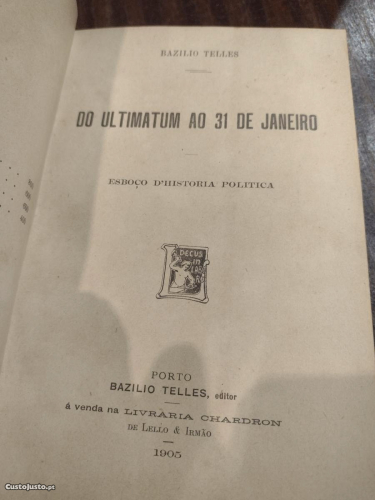 BAZILIO TELLES
DO ULTIMATUM AO 31 DE JANEIRO
ESBOÇO D'HISTORIA POLITICA
DECUS
IN
PORTO
BAZILIO TELLES, editor
á venda na LIVRARIA CHARDRON
DE LELLO & IRMÃO
1905
CustoJusto.pt